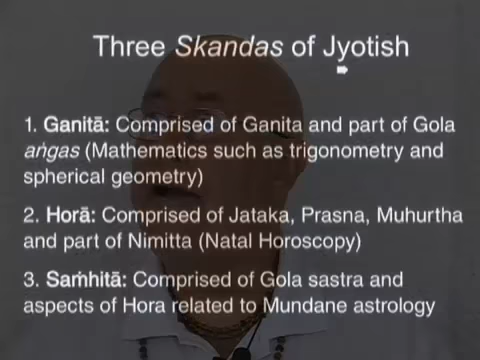 Three Skandas of Jyotish
1. Ganitā: Comprised of Ganita and part of Gola
aṅgas (Mathematics such as trigonometry and
spherical geometry)
2. Horā: Comprised of Jataka, Prasna, Muhurtha
and part of Nimitta (Natal Horoscopy)
3. Saṁhitā: Comprised of Gola sastra and
aspects of Hora related to Mundane astrology